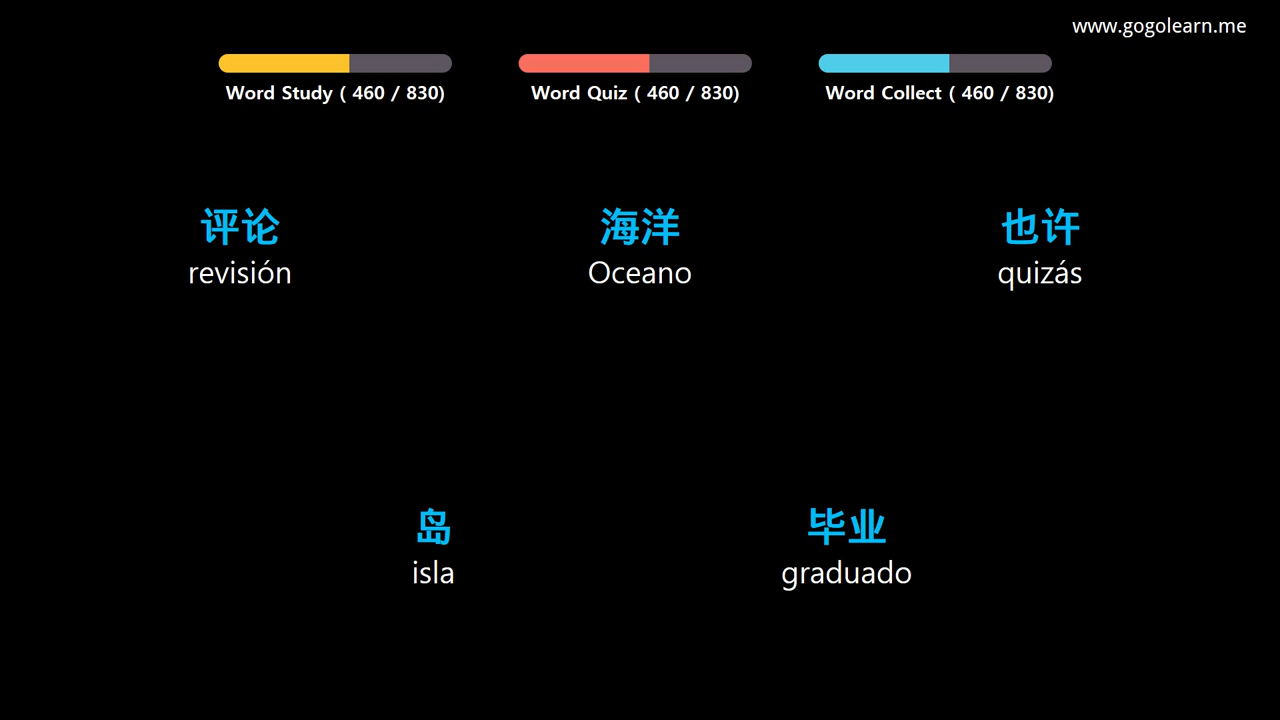 www.gogolearn.me
Word Study ( 460 / 830)
Word Quiz ( 460 / 830)
Word Collect ( 460 / 830)
评论
revisión
海洋
Oceano
也许
quizás
岛
isla
毕业
graduado